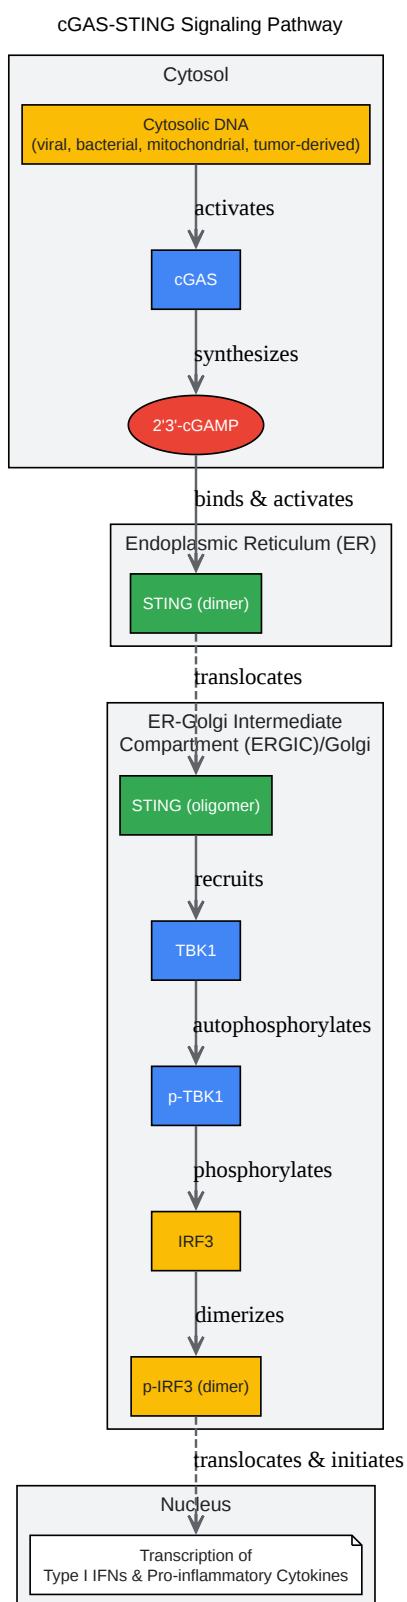 cGAS-STING Signaling Pathway
Cytosol
Cytosolic DNA
(viral, bacterial, mitochondrial, tumor-derived)
activates
cGAS
synthesizes
2'3'-cGAMP
binds & activates
Endoplasmic Reticulum (ER)
STING (dimer)
translocates
ER-Golgi Intermediate
Compartment (ERGIC)/Golgi
STING (oligomer)
recruits
TBK1
autophosphorylates
p-TBK1
phosphorylates
IRF3
dimerizes
p-IRF3 (dimer)
translocates & initiates
Nucleus
Transcription of
Type I IFNs & Pro-inflammatory Cytokines